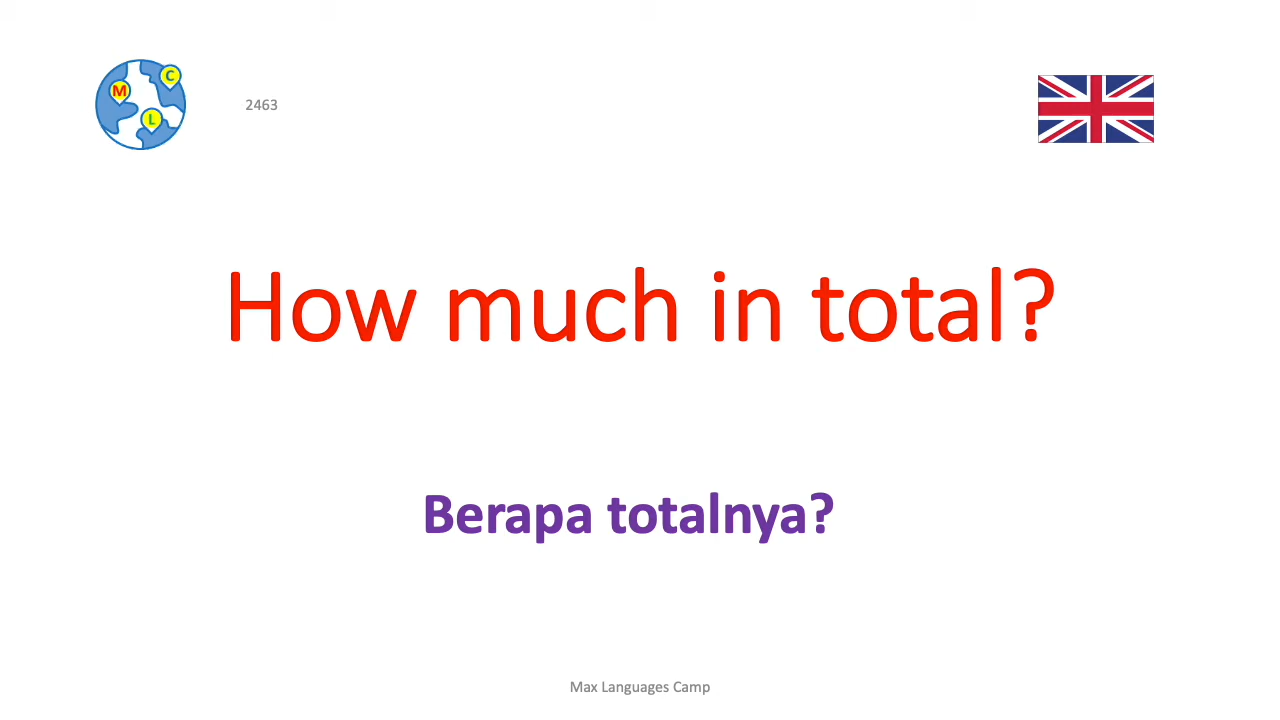 M
C
L
2463
How much in total?
Berapa totalnya?
Max Languages Camp